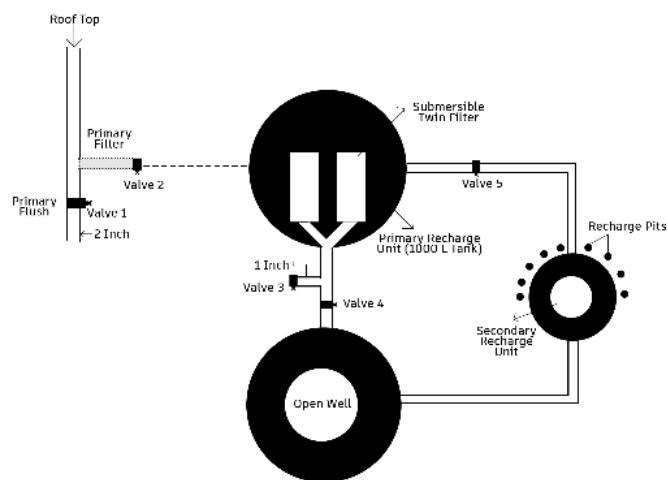 Roof Top
Primary
Filter
Valve 2
Primary
Flush
Valve 1
2 Inch
Submersible
Twin Filter
Valve 5
Primary Recharge
Unit (1000 L Tank)
1 Inch
Valve 3
Valve 4
Recharge Pits
Secondary
Recharge
Unit
Open Well